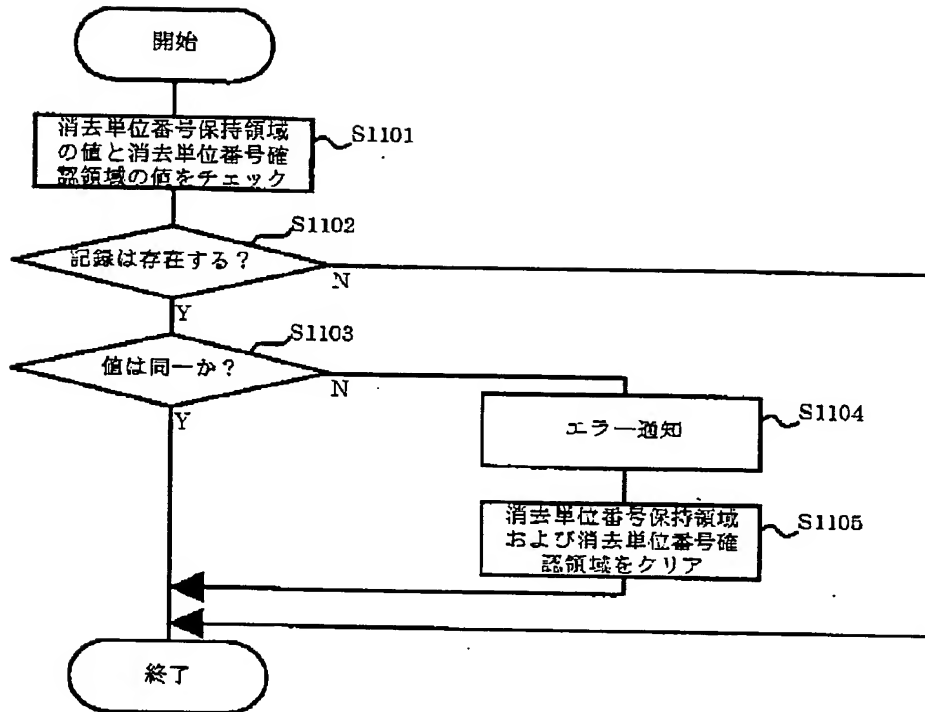 開始
消去単位番号保持領域
の値と消去単位番号確
認領域の値をチェック
S1101
S1102
記録は存在する?
N
Y
S1103
値は同一か?
N
Y
エラー通知
S1104
消去単位番号保持領域
および消去単位番号確
認領域をクリア
S1105
終了